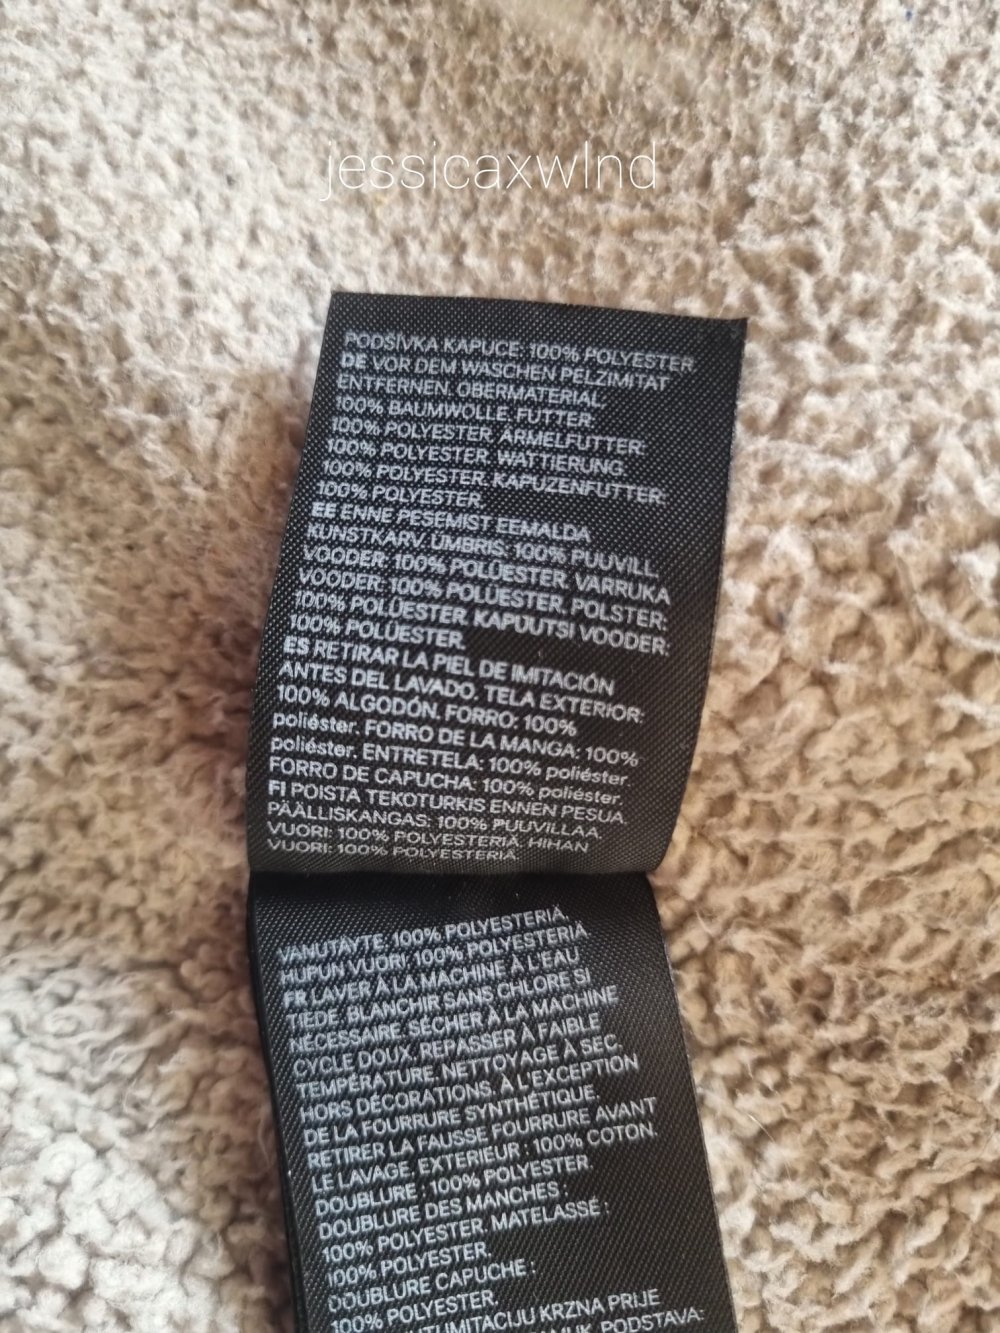 jessicaxwlnd
PODŠÍVKA KAPUCE: 100% POLYESTER
DE VOR DEM WASCHEN PELZIMITAT
ENTFERNEN. OBERMATERIAL:
100% BAUMWOLLE. FUTTER:
100% POLYESTER. ÄRMELFUTTER:
100% POLYESTER. WATTIERUNG:
100% POLYESTER. KAPUZENFUTTER:
100% POLYESTER.
EE ENNE PESEMIST EEMALDA
KUNSTKARV. ÜMBRIS: 100% PUUVILL.
VOODER: 100% POLÜESTER. VARRUKA
VOODER: 100% POLÜESTER. POLSTER:
100% POLÜESTER. KAPUUTSI VOODER:
100% POLÜESTER.
ES RETIRAR LA PIEL DE IMITACIÓN
ANTES DEL LAVADO. TELA EXTERIOR:
100% ALGODÓN. FORRO: 100%
poliéster. FORRO DE LA MANGA: 100%
poliéster. ENTRETELA: 100% poliéster.
FORRO DE CAPUCHA: 100% poliéster.
FI POISTA TEKOTURKIS ENNEN PESUA
PÄÄLLISKANGAS: 100% PUUVILLAA.
VUORI: 100% POLYESTERIÄ. HIHAN
VUORI: 100% POLYESTERIÄ.
VANUTÄYTE: 100% POLYESTERIÄ.
HUPUN VUORI: 100% POLYESTERIÄ
FR LAVER À LA MACHINE À L'EAU
TIÈDE. BLANCHIR SANS CHLORE SI
NÉCESSAIRE. SÉCHER À LA MACHINE
CYCLE DOUX. REPASSER À FAIBLE
TEMPÉRATURE. NETTOYAGE À SEC.
HORS DÉCORATIONS. À L'EXCEPTION
DE LA FOURRURE SYNTHÉTIQUE.
RETIRER LA FAUSSE FOURRURE AVANT
LE LAVAGE. EXTERIEUR : 100% COTON.
DOUBLURE : 100% POLYESTER.
DOUBLURE DES MANCHES :
100% POLYESTER. MATELASSÉ :
100% POLYESTER.
DOUBLURE CAPUCHE :
100% POLYESTER.
KRZNA PRIJE
PODSTAVA: